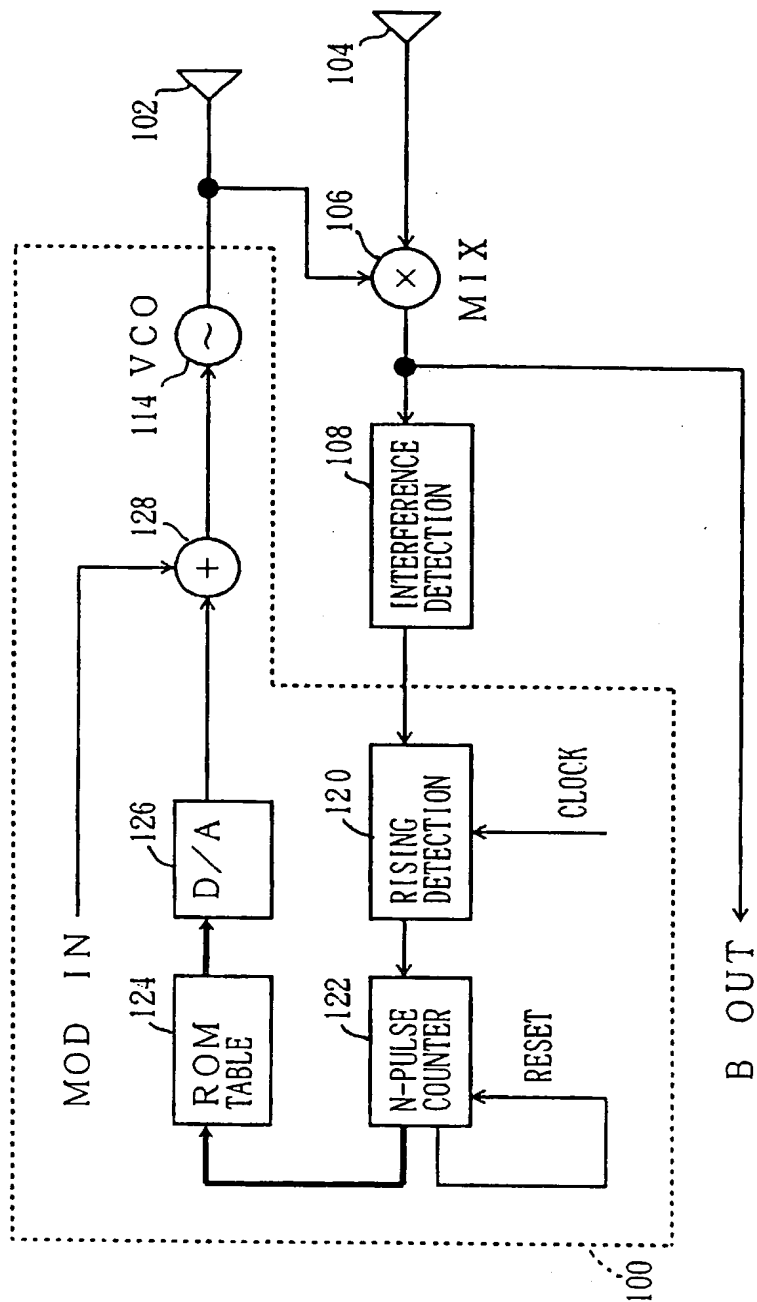 MOD IN
124
ROM
TABLE
126
D/A
128
+
114
VCO
~
102
122
N-PULSE
COUNTER
RESET
120
RISING
DETECTION
CLOCK
108
INTERFERENCE
DETECTION
106
×
MIX
104
B OUT
100